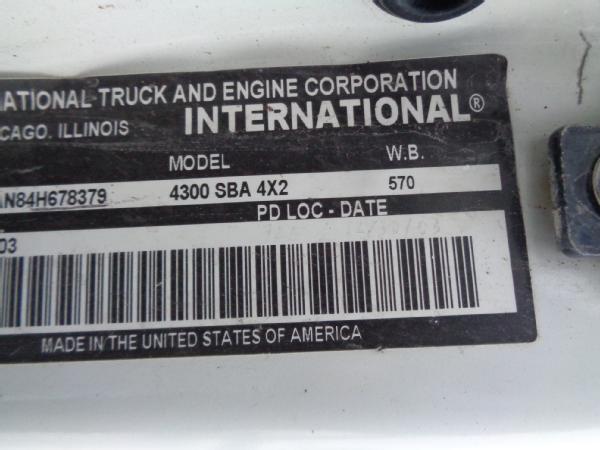 NATIONAL TRUCK AND ENGINE CORPORATION
CAGO, ILLINOIS INTERNATIONAL®
MODEL W.B.
AN84H678379 4300 SBA 4X2 570
PD LOC - DATE
03
MADE IN THE UNITED STATES OF AMERICA